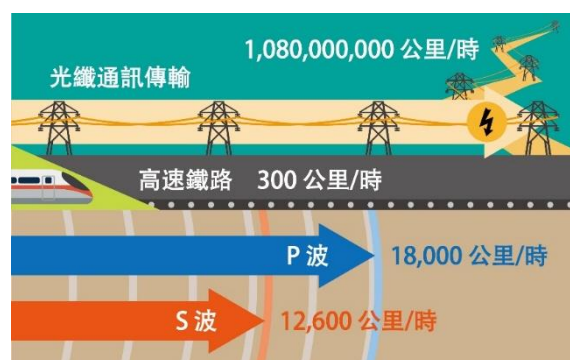 1,080,000,000 公里/時
光纖通訊傳輸
高速鐵路 300 公里/時
P 波 18,000 公里/時
S 波 12,600 公里/時